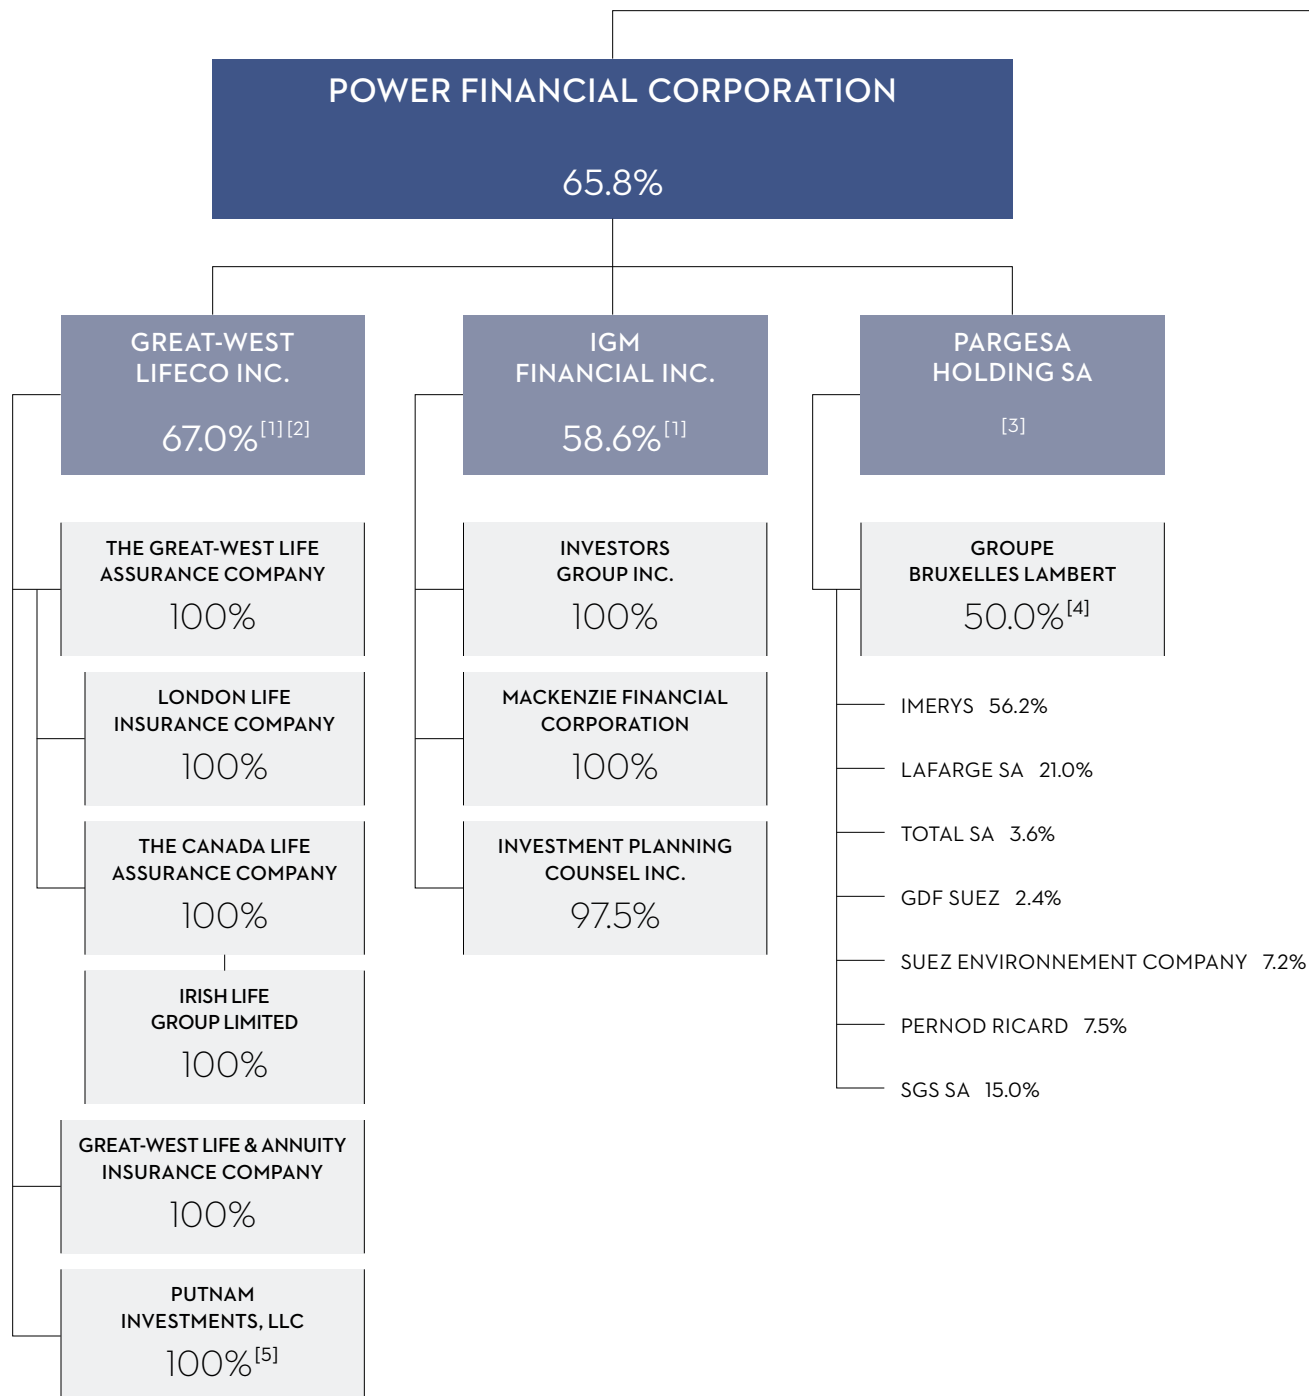 POWER FINANCIAL CORPORATION
65.8%
GREAT-WEST
LIFECO INC.
67.0% [1] [2]
THE GREAT-WEST LIFE
ASSURANCE COMPANY
100%
LONDON LIFE
INSURANCE COMPANY
100%
THE CANADA LIFE
ASSURANCE COMPANY
100%
IRISH LIFE
GROUP LIMITED
100%
GREAT-WEST LIFE & ANNUITY
INSURANCE COMPANY
100%
PUTNAM
INVESTMENTS, LLC
100% [5]
IGM
FINANCIAL INC.
58.6% [1]
INVESTORS
GROUP INC.
100%
MACKENZIE FINANCIAL
CORPORATION
100%
INVESTMENT PLANNING
COUNSEL INC.
97.5%
PARGESA
HOLDING SA
[3]
GROUPE
BRUXELLES LAMBERT
50.0% [4]
IMERYS 56.2%
LAFARGE SA 21.0%
TOTAL SA 3.6%
GDF SUEZ 2.4%
SUEZ ENVIRONNEMENT COMPANY 7.2%
PERNOD RICARD 7.5%
SGS SA 15.0%